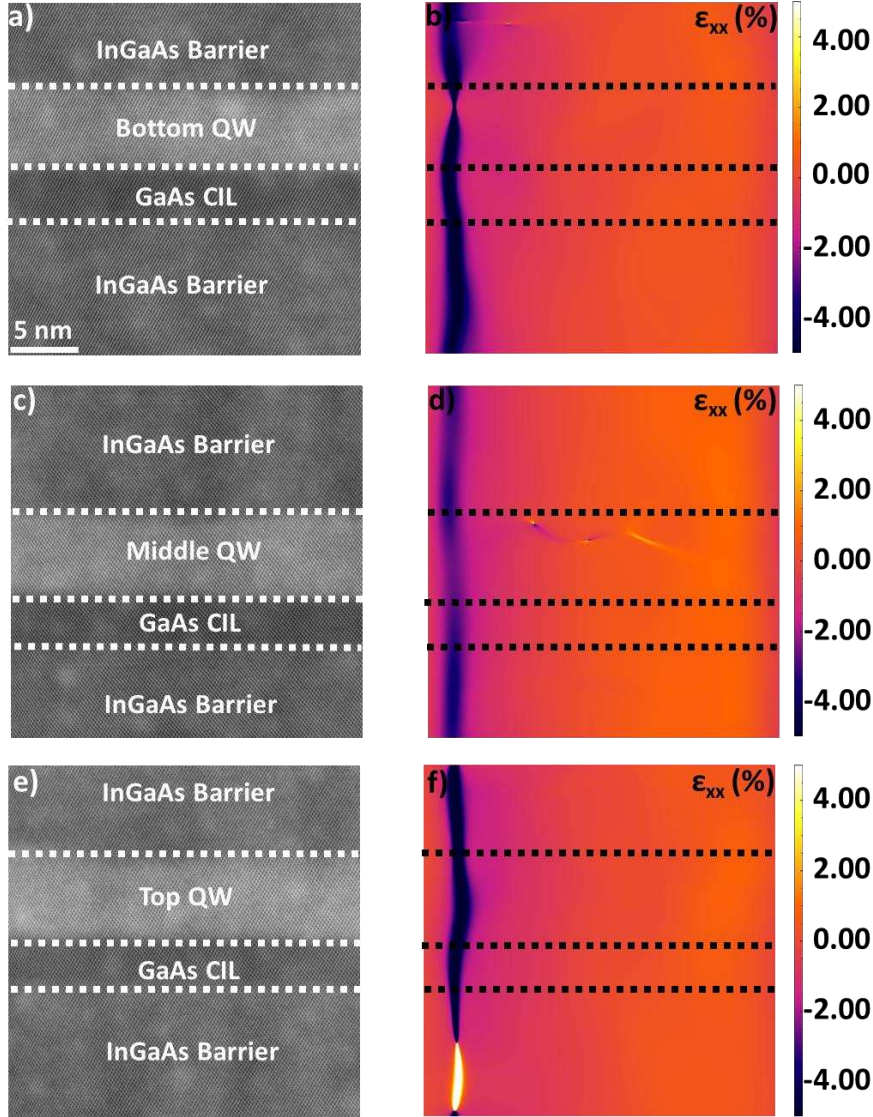 a)
InGaAs Barrier
Bottom QW
GaAs CIL
InGaAs Barrier
5 nm
b)
εxx (%)
4.00
2.00
0.00
-2.00
-4.00
c)
InGaAs Barrier
Middle QW
GaAs CIL
InGaAs Barrier
d)
εxx (%)
4.00
2.00
0.00
-2.00
-4.00
e)
InGaAs Barrier
Top QW
GaAs CIL
InGaAs Barrier
f)
εxx (%)
4.00
2.00
0.00
-2.00
-4.00